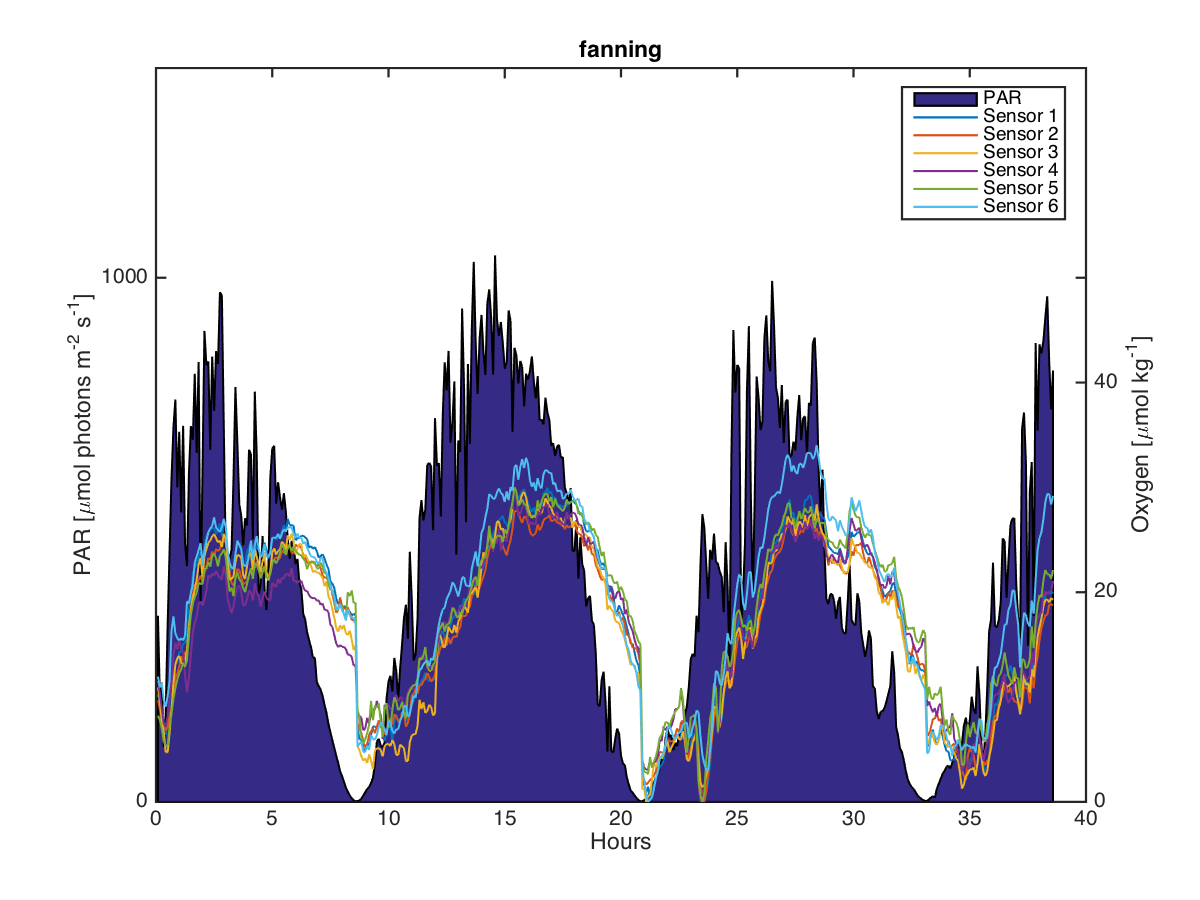 fanning
PAR
Sensor 1
Sensor 2
Sensor 3
Sensor 4
Sensor 5
Sensor 6
PAR [μmol photons m⁻² s⁻¹]
1000
0
Oxygen [μmol kg⁻¹]
40
20
0
0 5 10 15 20 25 30 35 40
Hours